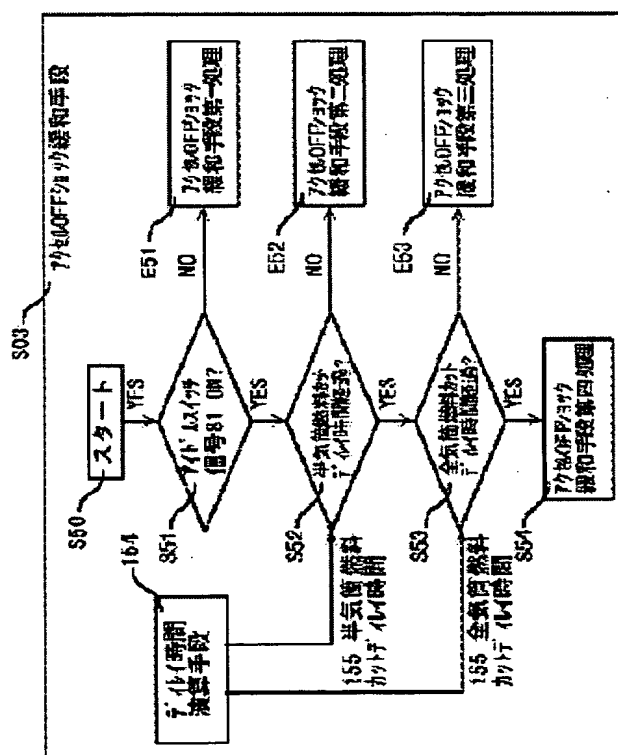 S03
アクセルOFFショック緩和手段
S50
スタート
YES
S51
アイドルスイッチ
信号81 ON?
NO
E51
アクセルOFFショック
緩和手段第一処理
YES
154
ディレイ時間
演算手段
S52
半気筒燃料カット
ディレイ時間経過?
NO
E52
アクセルOFFショック
緩和手段第二処理
155 半気筒燃料
カットディレイ時間
YES
S53
全気筒燃料カット
ディレイ時間経過?
NO
E53
アクセルOFFショック
緩和手段第三処理
155 全気筒燃料
カットディレイ時間
YES
S54
アクセルOFFショック
緩和手段第四処理